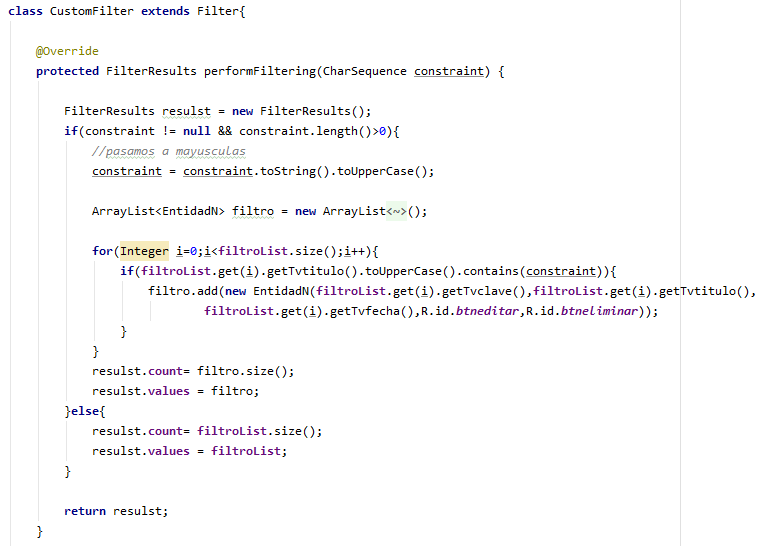 class CustomFilter extends Filter{
@Override
protected FilterResults performFiltering(CharSequence constraint) {
FilterResults resulst = new FilterResults();
if(constraint != null && constraint.length()>0){
//pasamos a mayusculas
constraint = constraint.toString().toUpperCase();
ArrayList<EntidadN> filtro = new ArrayList<~>();
for(Integer i=0;i<filtroList.size();i++){
if(filtroList.get(i).getTvtitulo().toUpperCase().contains(constraint)){
filtro.add(new EntidadN(filtroList.get(i).getTvclave(),filtroList.get(i).getTvtitulo(),
filtroList.get(i).getTvfecha(),R.id.btneditar,R.id.btneliminar));
}
}
resulst.count= filtro.size();
resulst.values = filtro;
}else{
resulst.count= filtroList.size();
resulst.values = filtroList;
}
return resulst;
}